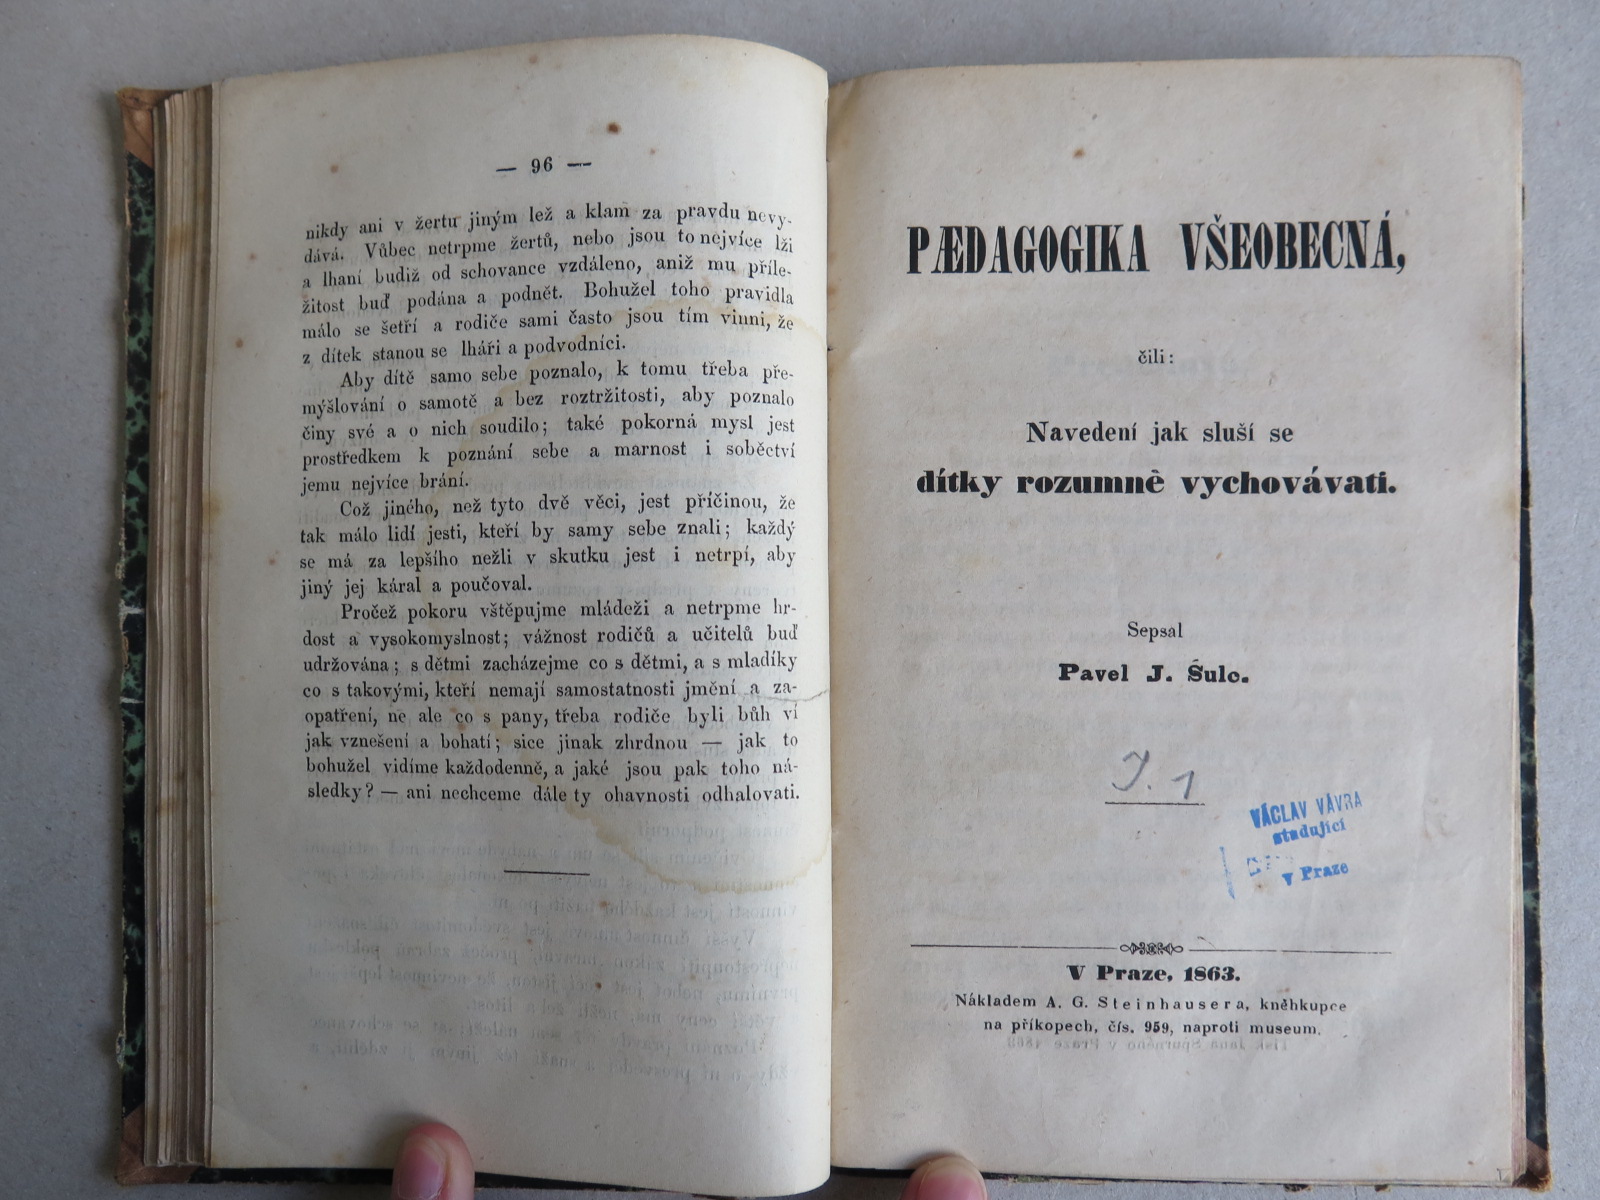 — 96 —
nikdy ani v žertu jiným lež a klam za pravdu nevy-
dává. Vůbec netrpme žertů, nebo jsou to nejvíce lži
a lhaní budiž od schovance vzdáleno, aniž mu příle-
žitost buď podána a podnět. Bohužel toho pravidla
málo se šetří a rodiče sami často jsou tím vinni, že
z dítek stanou se lháři a podvodníci.
Aby dítě samo sebe poznalo, k tomu třeba pře-
mýšlování o samotě a bez roztržitosti, aby poznalo
činy své a o nich soudilo; také pokorná mysl jest
prostředkem k poznání sebe a marnost i soběctví
jemu nejvíce brání.
Což jiného, než tyto dvě věci, jest příčinou, že
tak málo lidí jesti, kteří by samy sebe znali; každý
se má za lepšího nežli v skutku jest i netrpí, aby
jiný jej káral a poučoval.
Pročež pokoru vštěpujme mládeži a netrpme hr-
dost a vysokomyslnost; vážnost rodičů a učitelů buď
udržována; s dětmi zacházejme co s dětmi, a s mladíky
co s takovými, kteří nemají samostatnosti jmění a za-
opatření, ne ale co s pany, třeba rodiče byli bůh ví
jak vznešení a bohatí; sice jinak zhrdnou — jak to
bohužel vidíme každodenně, a jaké jsou pak toho ná-
sledky? — ani nechceme dále ty ohavnosti odhalovati.
PÆDAGOGIKA VŠEOBECNÁ,
čili:
Navedení jak sluší se
dítky rozumně vychovávati.
Sepsal
Pavel J. Šulc.
J. 1
VÁCLAV VÁVRA
studující
v Praze
V Praze, 1863.
Nákladem A. G. Steinhausera, kněhkupce
na příkopech, čís. 959, naproti museum.